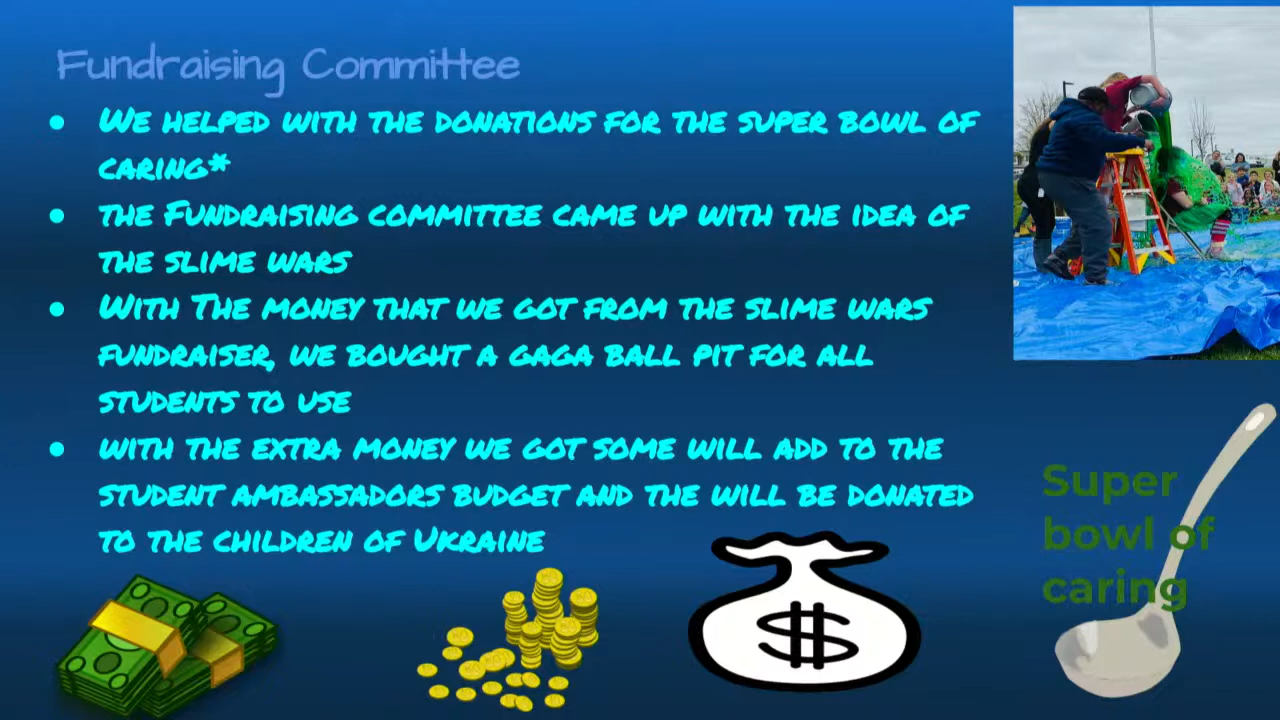 Fundraising Committee
● We helped with the donations for the super bowl of
caring*
● the Fundraising committee came up with the idea of
the slime wars
● With The money that we got from the slime wars
fundraiser, we bought a gaga ball pit for all
students to use
● with the extra money we got some will add to the
student ambassadors budget and the will be donated
to the children of Ukraine
$
Super
bowl of
caring